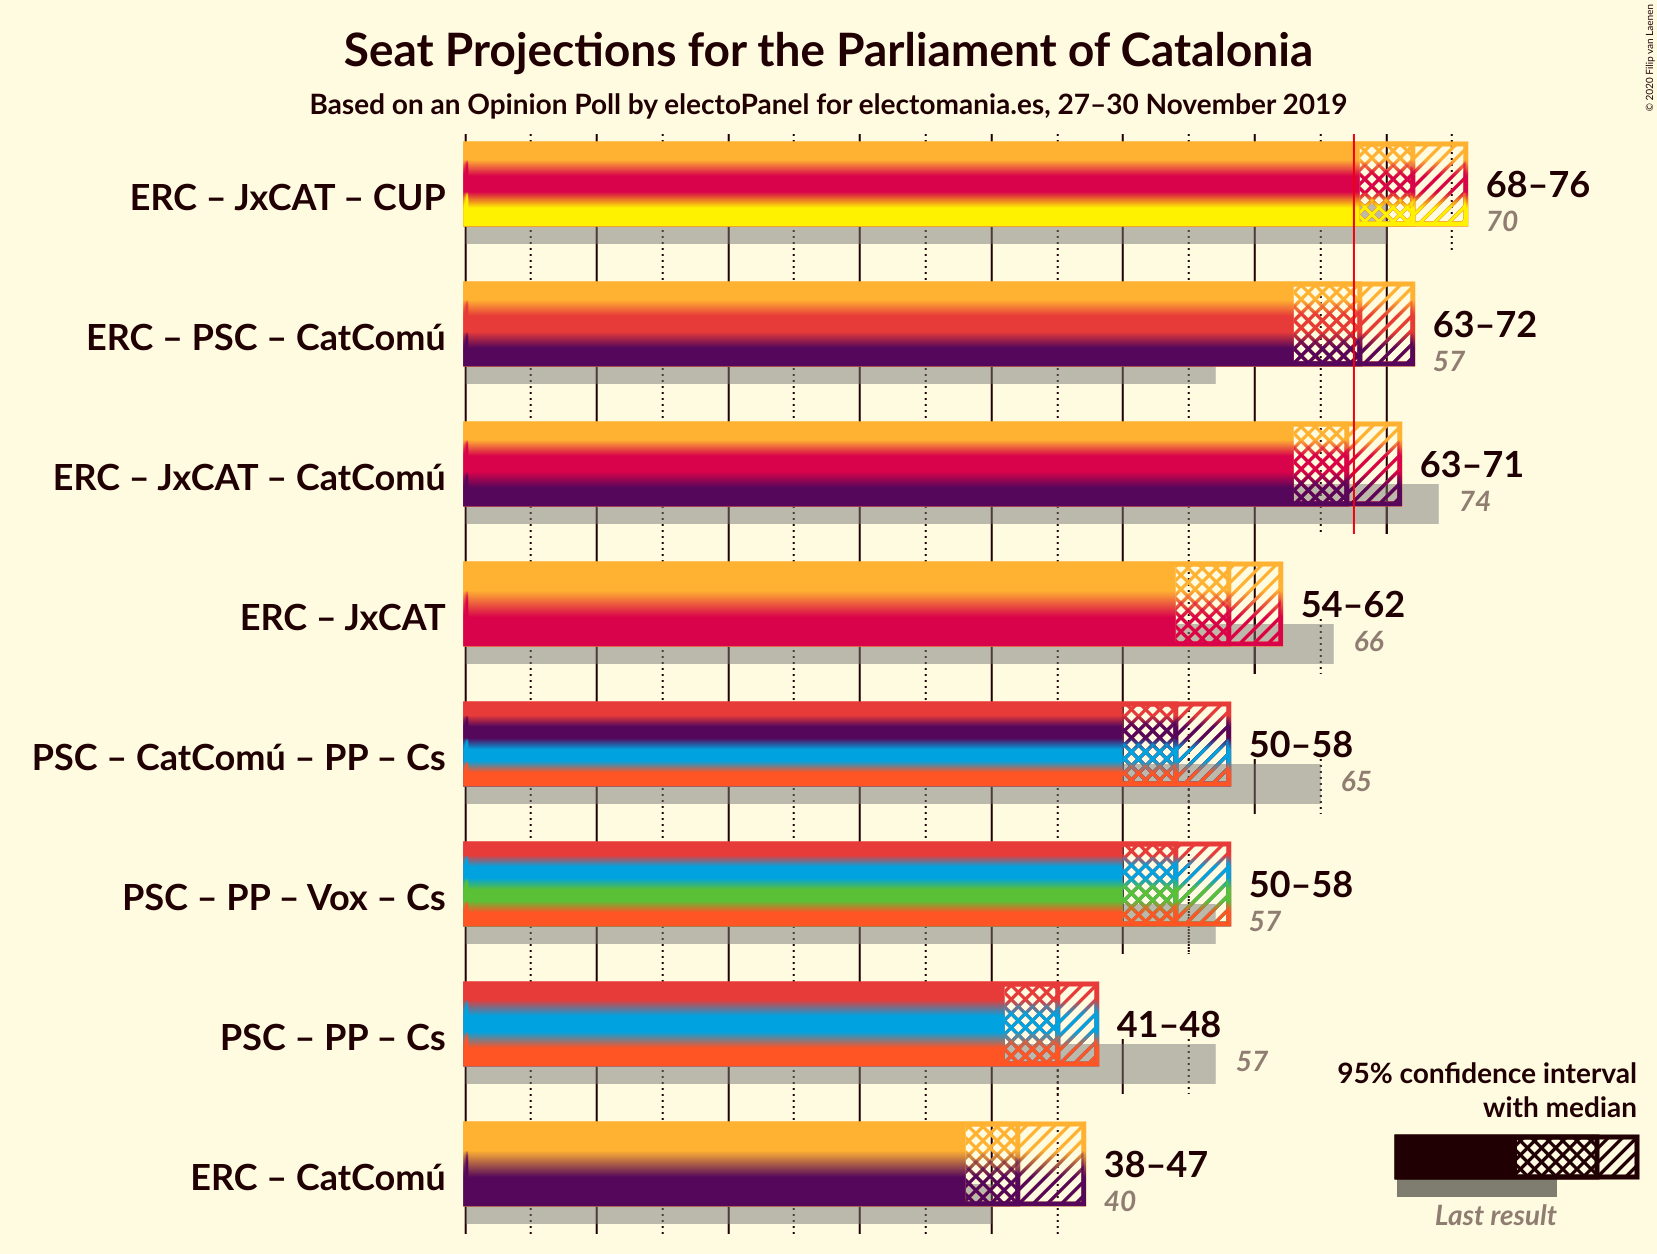 Seat Projections for the Parliament of Catalonia
Based on an Opinion Poll by electoPanel for electomania.es, 27–30 November 2019
© 2020 Filip van Laenen
ERC – JxCAT – CUP
68–76
70
ERC – PSC – CatComú
63–72
57
ERC – JxCAT – CatComú
63–71
74
ERC – JxCAT
54–62
66
PSC – CatComú – PP – Cs
50–58
65
PSC – PP – Vox – Cs
50–58
57
PSC – PP – Cs
41–48
57
ERC – CatComú
38–47
40
95% confidence interval
with median
Last result